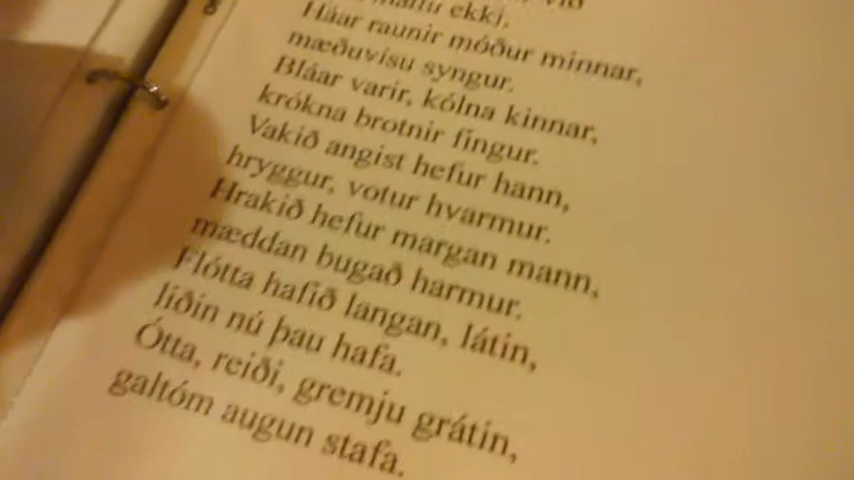 ekki.
Háar raunir móður minnar,
mæðuvísu syngur.
Bláar varir, kólna kinnar,
krókna brotnir fingur.
Vakið angist hefur hann,
hryggur, votur hvarmur.
Hrakið hefur margan mann,
mæddan bugað harmur.
Flótta hafið langan, látin,
liðin nú þau hafa.
Ótta, reiði, gremju grátin,
galtóm augun stafa.